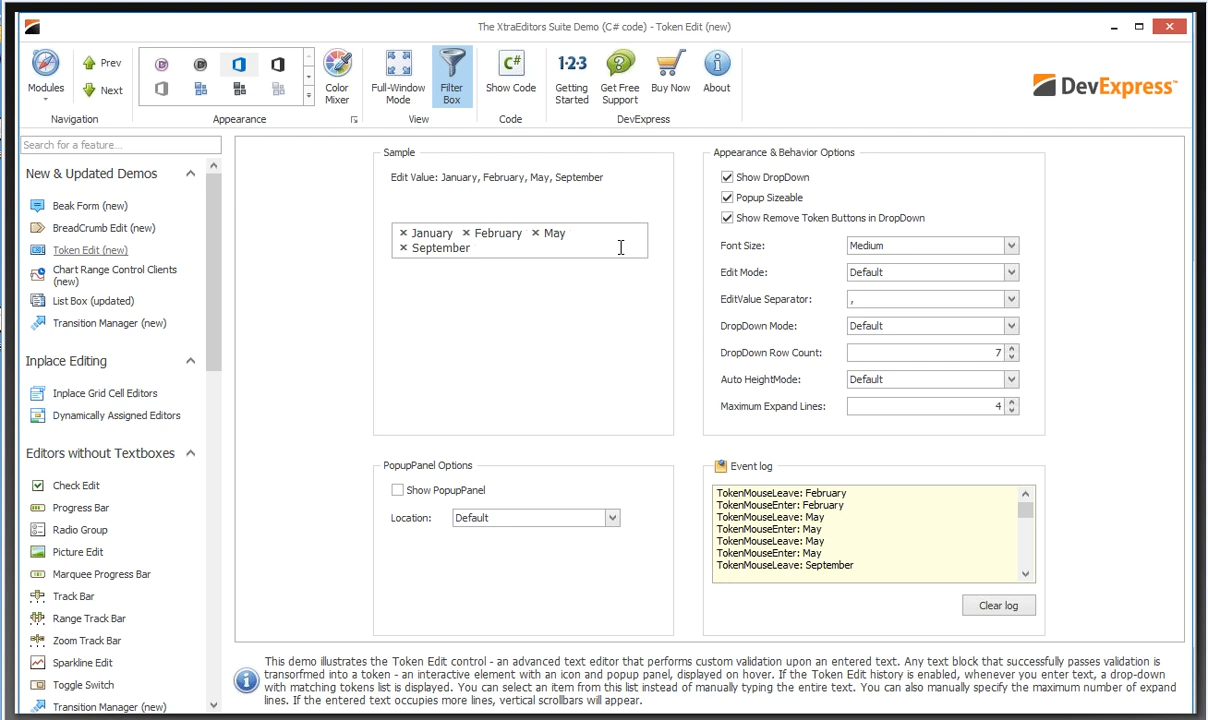 The XtraEditors Suite Demo (C# code) - Token Edit (new)
Modules
Prev
Next
Navigation
Color
Mixer
Appearance
Full-Window
Mode
Filter
Box
View
C#
Show Code
Code
1·2·3
Getting
Started
Get Free
Support
Buy Now
About
DevExpress
DevExpress™
Search for a feature...
New & Updated Demos
Beak Form (new)
BreadCrumb Edit (new)
Token Edit (new)
Chart Range Control Clients
(new)
List Box (updated)
Transition Manager (new)
Inplace Editing
Inplace Grid Cell Editors
Dynamically Assigned Editors
Editors without Textboxes
Check Edit
Progress Bar
Radio Group
Picture Edit
Marquee Progress Bar
Track Bar
Range Track Bar
Zoom Track Bar
Sparkline Edit
Toggle Switch
Transition Manager (new)
Sample
Edit Value: January, February, May, September
January February May
September
Appearance & Behavior Options
Show DropDown
Popup Sizeable
Show Remove Token Buttons in DropDown
Font Size: Medium
Edit Mode: Default
EditValue Separator: ,
DropDown Mode: Default
DropDown Row Count: 7
Auto HeightMode: Default
Maximum Expand Lines: 4
PopupPanel Options
Show PopupPanel
Location: Default
Event log
TokenMouseLeave: February
TokenMouseEnter: February
TokenMouseLeave: May
TokenMouseEnter: May
TokenMouseLeave: May
TokenMouseEnter: May
TokenMouseLeave: September
Clear log
This demo illustrates the Token Edit control - an advanced text editor that performs custom validation upon an entered text. Any text block that successfully passes validation is
transorfmed into a token - an interactive element with an icon and popup panel, displayed on hover. If the Token Edit history is enabled, whenever you enter text, a drop-down
with matching tokens list is displayed. You can select an item from this list instead of manually typing the entire text. You can also manually specify the maximum number of expand
lines. If the entered text occupies more lines, vertical scrollbars will appear.